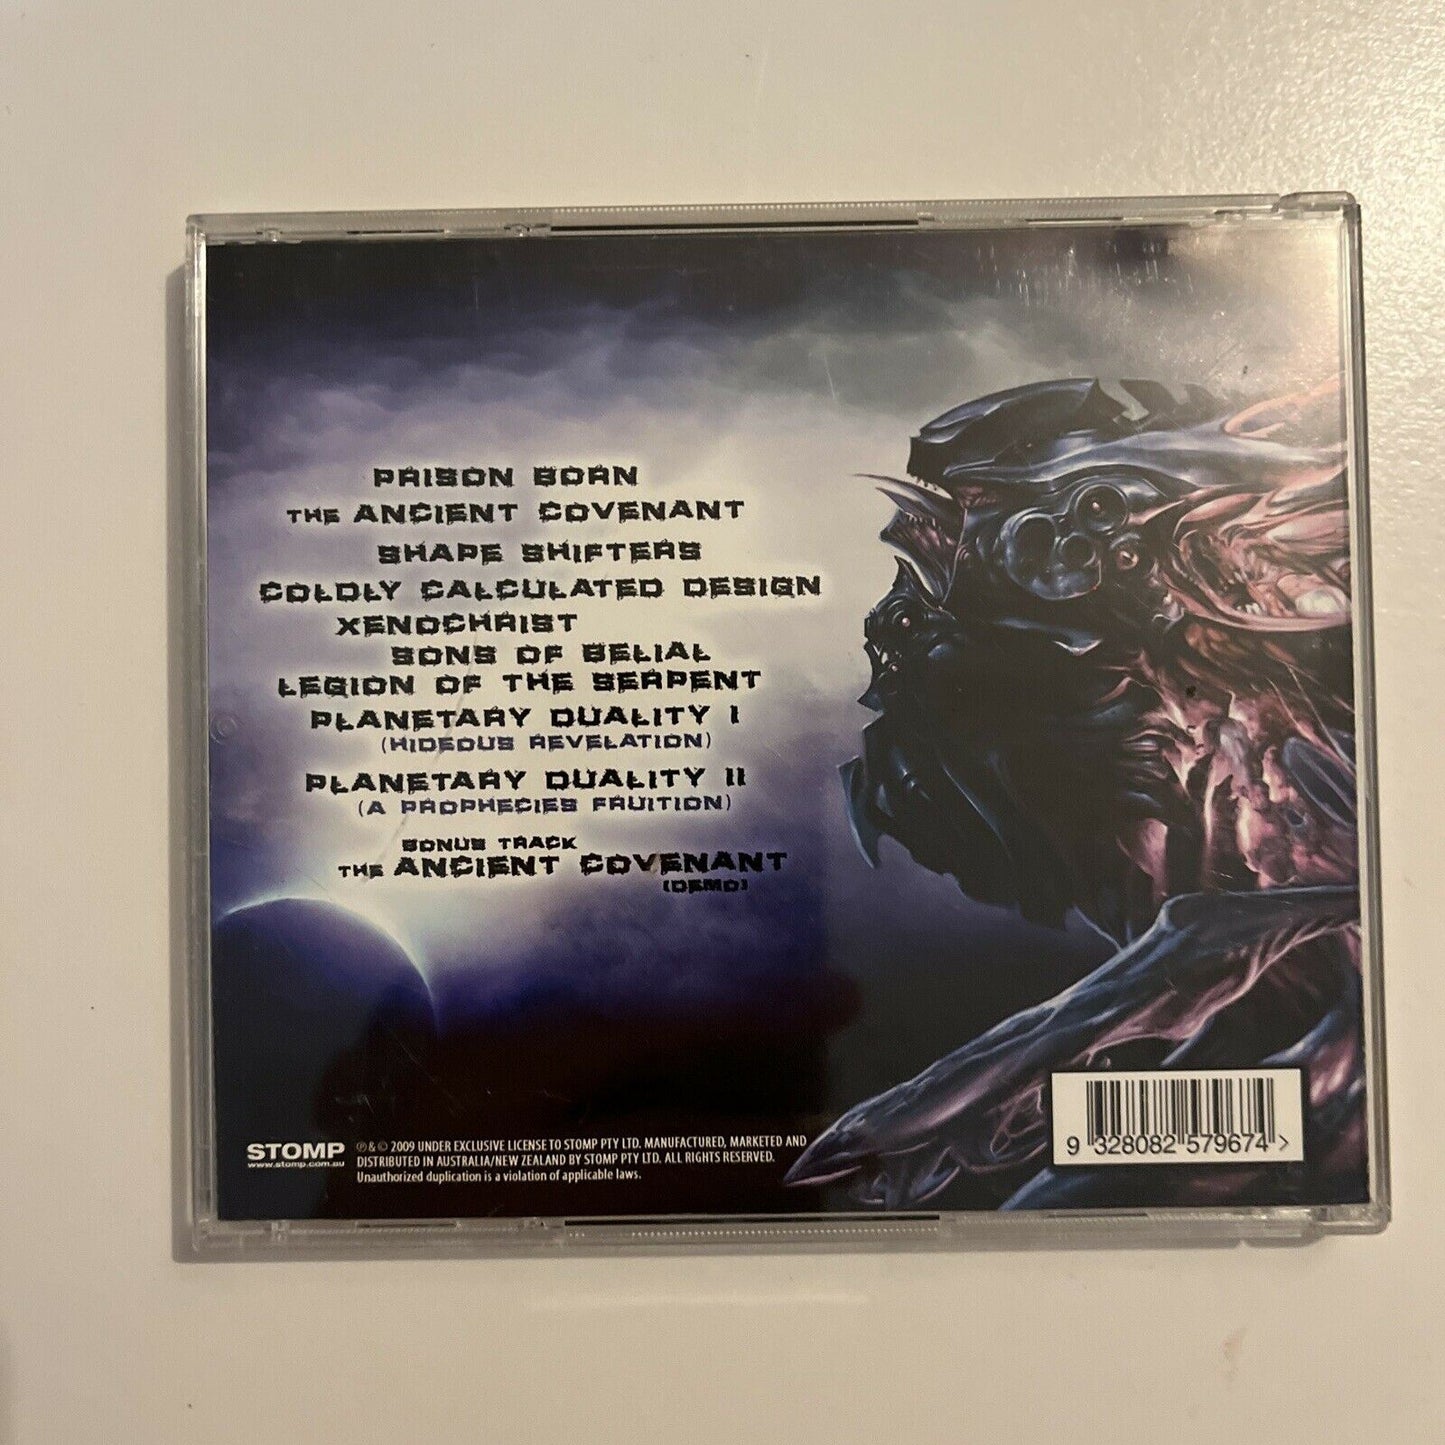 PRISON BORN
THE ANCIENT COVENANT
SHAPE SHIFTERS
COLDLY CALCULATED DESIGN
XENOCHRIST
SONS OF BELIAL
LEGION OF THE SERPENT
PLANETARY DUALITY I
(HIDEOUS REVELATION)
PLANETARY DUALITY II
(A PROPHECIES FRUITION)
BONUS TRACK
THE ANCIENT COVENANT
(DEMO)
STOMP
www.stomp.com.au
℗ & © 2009 UNDER EXCLUSIVE LICENSE TO STOMP PTY LTD. MANUFACTURED, MARKETED AND
DISTRIBUTED IN AUSTRALIA/NEW ZEALAND BY STOMP PTY LTD. ALL RIGHTS RESERVED.
Unauthorized duplication is a violation of applicable laws.
9 328082 579674 >